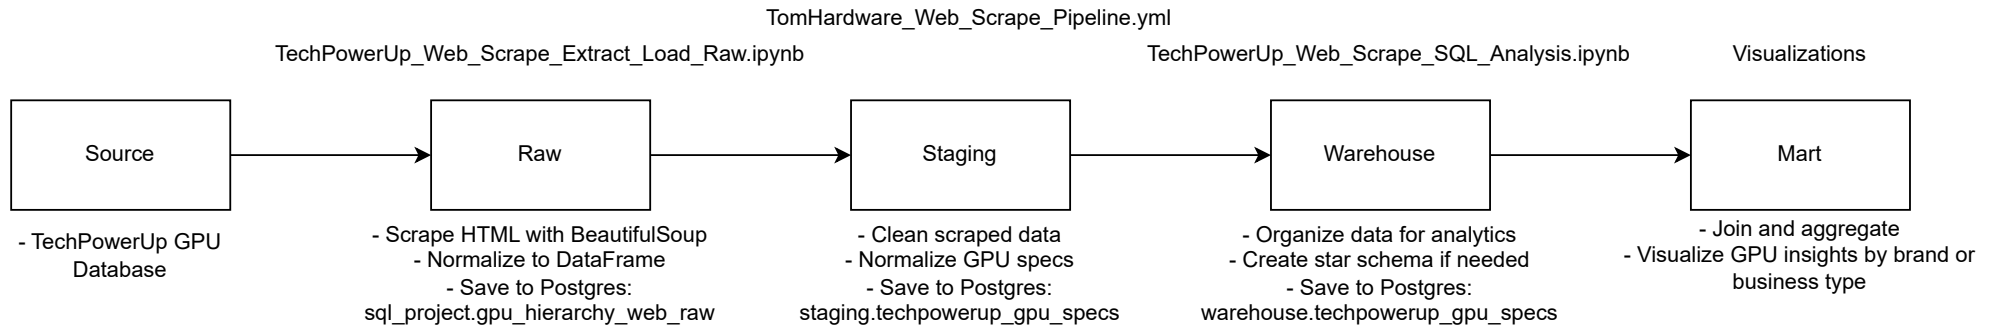 TomHardware_Web_Scrape_Pipeline.yml
TechPowerUp_Web_Scrape_Extract_Load_Raw.ipynb
TechPowerUp_Web_Scrape_SQL_Analysis.ipynb
Visualizations
Source
Raw
Staging
Warehouse
Mart
- TechPowerUp GPU
Database
- Scrape HTML with BeautifulSoup
- Normalize to DataFrame
- Save to Postgres:
sql_project.gpu_hierarchy_web_raw
- Clean scraped data
- Normalize GPU specs
- Save to Postgres:
staging.techpowerup_gpu_specs
- Organize data for analytics
- Create star schema if needed
- Save to Postgres:
warehouse.techpowerup_gpu_specs
- Join and aggregate
- Visualize GPU insights by brand or
business type